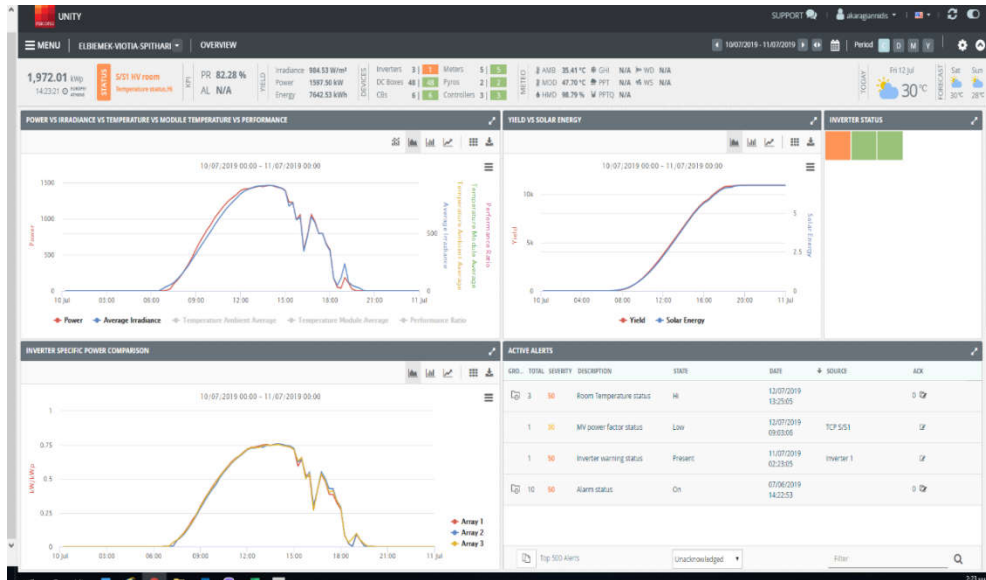 UNITY
SUPPORT
akaragiannidis
MENU
ELBIEMEK-VIOTIA-SPITHARI
OVERVIEW
10/07/2019 - 11/07/2019
Period
D M Y
1,972.01 kWp
14:23:21
STATUS
S/S1 HV room
Temperature status, Hi
KPI
PR 82.28 %
AL N/A
YIELD
Irradiance 984.53 W/m²
Power 1597.50 kW
Energy 7642.53 kWh
DEVICES
Inverters 3
DC Boxes 48
CBs 6
Meters 5
Pyros 2
Controllers 3
METEO
AMB 35.41 °C
MOD 47.70 °C
HMD 98.79 %
GHI N/A
PFT N/A
PFTQ N/A
WD N/A
WS N/A
TODAY
Fri 12 Jul
30°C
FORECAST
Sat
30°C
Sun
28°C
POWER VS IRRADIANCE VS TEMPERATURE VS MODULE TEMPERATURE VS PERFORMANCE
10/07/2019 00:00 - 11/07/2019 00:00
Power
1500
1000
500
0
Average Irradiance
Temperature Ambient Average
Temperature Module Average
Performance Ratio
500
0
10 Jul 03:00 06:00 09:00 12:00 15:00 18:00 21:00 11 Jul
Power Average Irradiance Temperature Ambient Average Temperature Module Average Performance Ratio
YIELD VS SOLAR ENERGY
10/07/2019 00:00 - 11/07/2019 00:00
Yield
10k
5k
0
Solar Energy
5
2.5
0
10 Jul 04:00 08:00 12:00 16:00 20:00 11 Jul
Yield Solar Energy
INVERTER STATUS
INVERTER SPECIFIC POWER COMPARISON
10/07/2019 00:00 - 11/07/2019 00:00
kW/kWp
1
0.75
0.5
0.25
0
10 Jul 03:00 06:00 09:00 12:00 15:00 18:00 21:00 11 Jul
Array 1
Array 2
Array 3
ACTIVE ALERTS
GRO... TOTAL SEVERITY DESCRIPTION STATE DATE SOURCE ACK
3 50 Room Temperature status Hi 12/07/2019 13:25:05 0
1 30 MV power factor status Low 12/07/2019 09:03:06 TCP S/S1
1 50 Inverter warning status Present 11/07/2019 02:23:05 Inverter 1
10 50 Alarm status On 07/06/2019 14:22:53 0
Top 500 Alerts
Unacknowledged
Filter